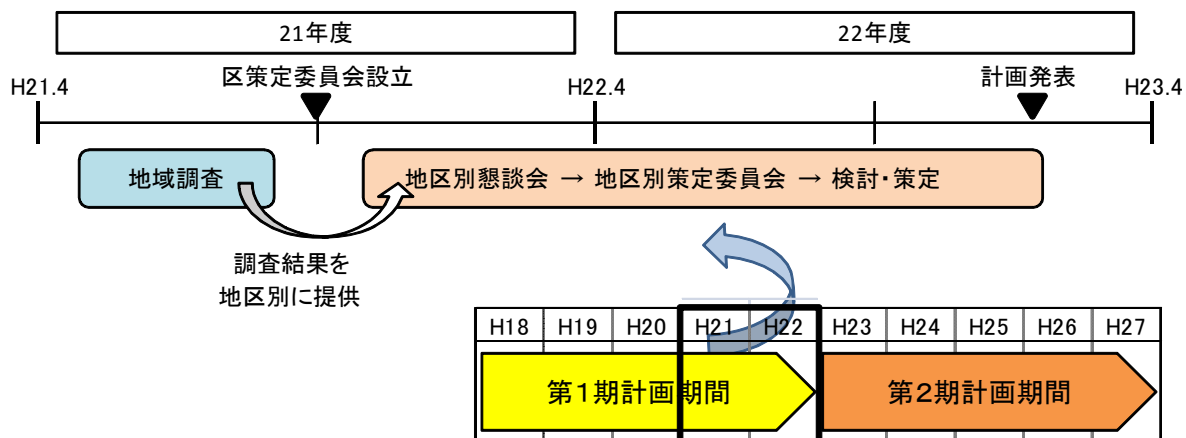 21年度
22年度
区策定委員会設立
計画発表
H21.4
H22.4
H23.4
地域調査
地区別懇談会 → 地区別策定委員会 → 検討・策定
調査結果を
地区別に提供
H18 H19 H20 H21 H22 H23 H24 H25 H26 H27
第1期計画期間
第2期計画期間